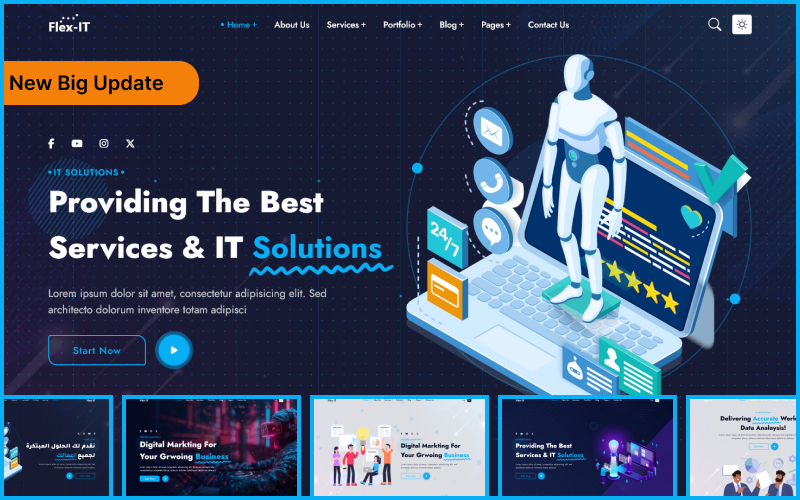 Flex-IT
Home + About Us Services + Portfolio + Blog + Pages + Contact Us
New Big Update
IT SOLUTIONS
Providing The Best
Services & IT Solutions
Lorem ipsum dolor sit amet, consectetur adipisicing elit. Sed
architecto dolorum inventore totam adipisci
Start Now
24/7
نقدم لك الحلول المبتكرة
لجميع أعمالك
Digital Markting For
Your Grwoing Business
Digital Markting For
Your Grwoing Business
Providing The Best
Services & IT Solutions
Delivering Accurate Work
Data Analaysis!